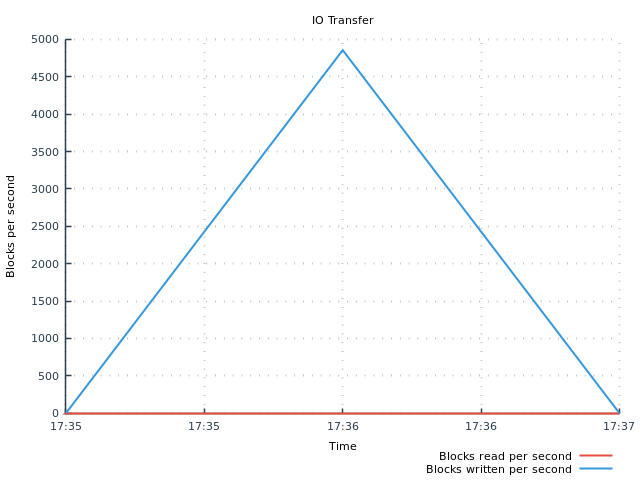 IO Transfer
5000
4500
4000
3500
3000
2500
2000
1500
1000
500
0
Blocks per second
17:35 17:35 17:36 17:36 17:37
Time
Blocks read per second
Blocks written per second